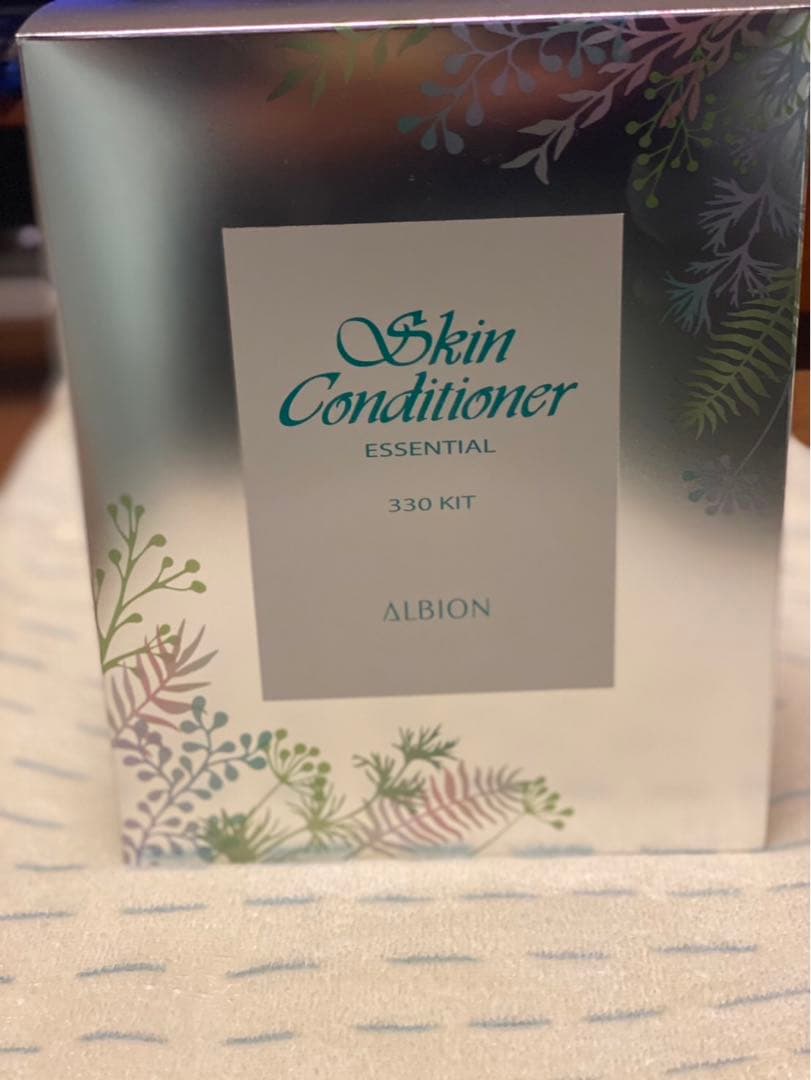 Skin
Conditioner
ESSENTIAL
330 KIT
ALBION